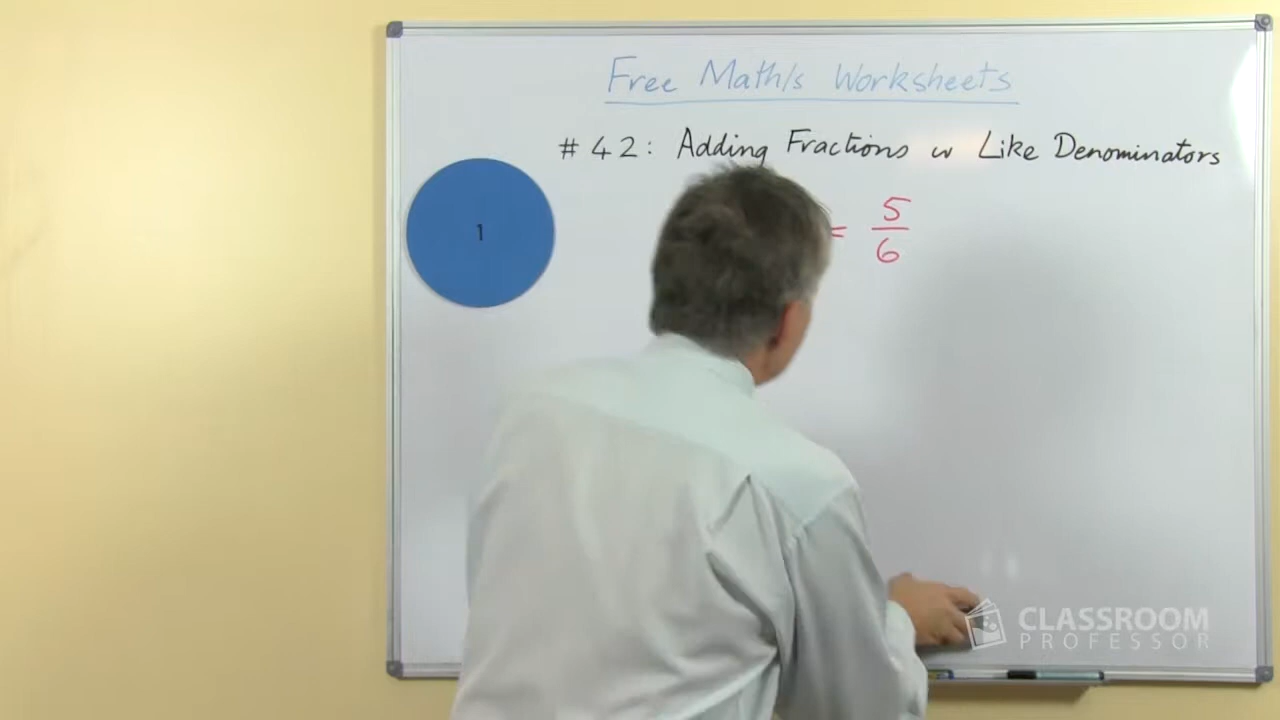 Free Math/s Worksheets
#42: Adding Fractions w Like Denominators
1
= 5/6
CLASSROOM
PROFESSOR